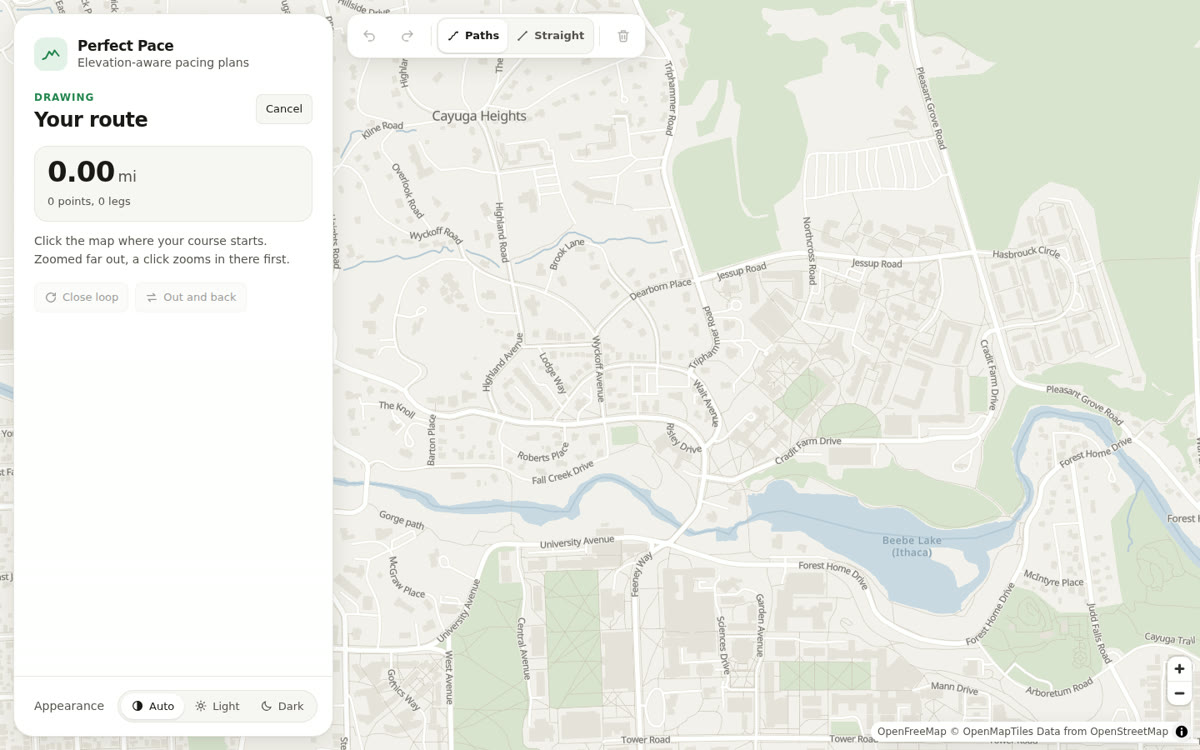 Perfect Pace
Elevation-aware pacing plans
DRAWING
Your route
Cancel
0.00 mi
0 points, 0 legs
Click the map where your course starts.
Zoomed far out, a click zooms in there first.
Close loop
Out and back
Appearance
Auto
Light
Dark
Paths
Straight
Hillside Drive
Cayuga Heights
Kline Road
Overlook Road
Wyckoff Road
Highland Road
Brook Lane
Triphammer Road
Pleasant Grove Road
Dearborn Place
Jessup Road
Northcross Road
Jessup Road
Hasbrouck Circle
Highland Avenue
Lodge Way
Wyckoff Avenue
Wait Avenue
Cradit Farm Drive
Pleasant Grove Road
The Knoll
Barton Place
Roberts Place
Risley Drive
Cradit Farm Drive
Forest Home Drive
Fall Creek Drive
Gorge path
University Avenue
Beebe Lake
(Ithaca)
McGraw Place
Feeney Way
Forest Home Drive
McIntyre Place
University Avenue
Central Avenue
Sciences Drive
Garden Avenue
Forest Home Drive
Judd Falls Road
Cayuga Trail
West Avenue
Gothics Way
Mann Drive
Arboretum Road
Tower Road
OpenFreeMap © OpenMapTiles Data from OpenStreetMap